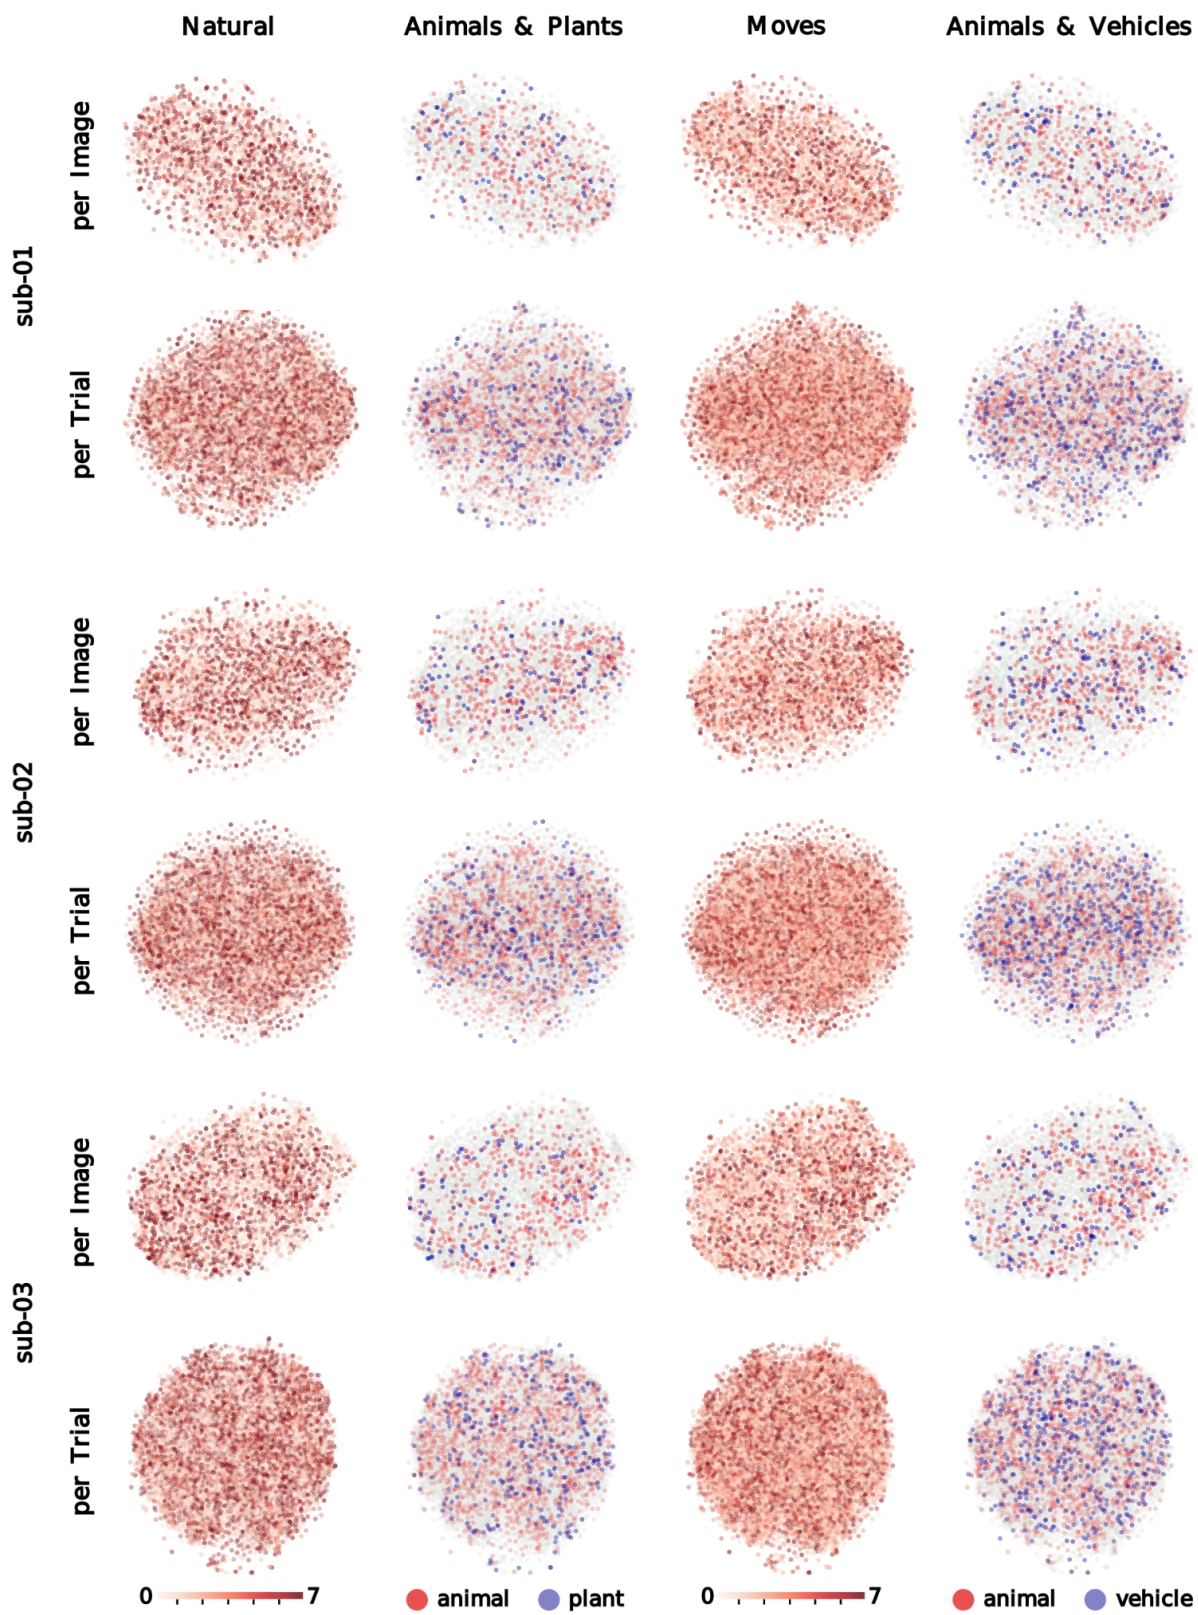 Natural Animals & Plants Moves Animals & Vehicles
sub-01
per Image
per Trial
sub-02
per Image
per Trial
sub-03
per Image
per Trial
0 7 animal plant 0 7 animal vehicle